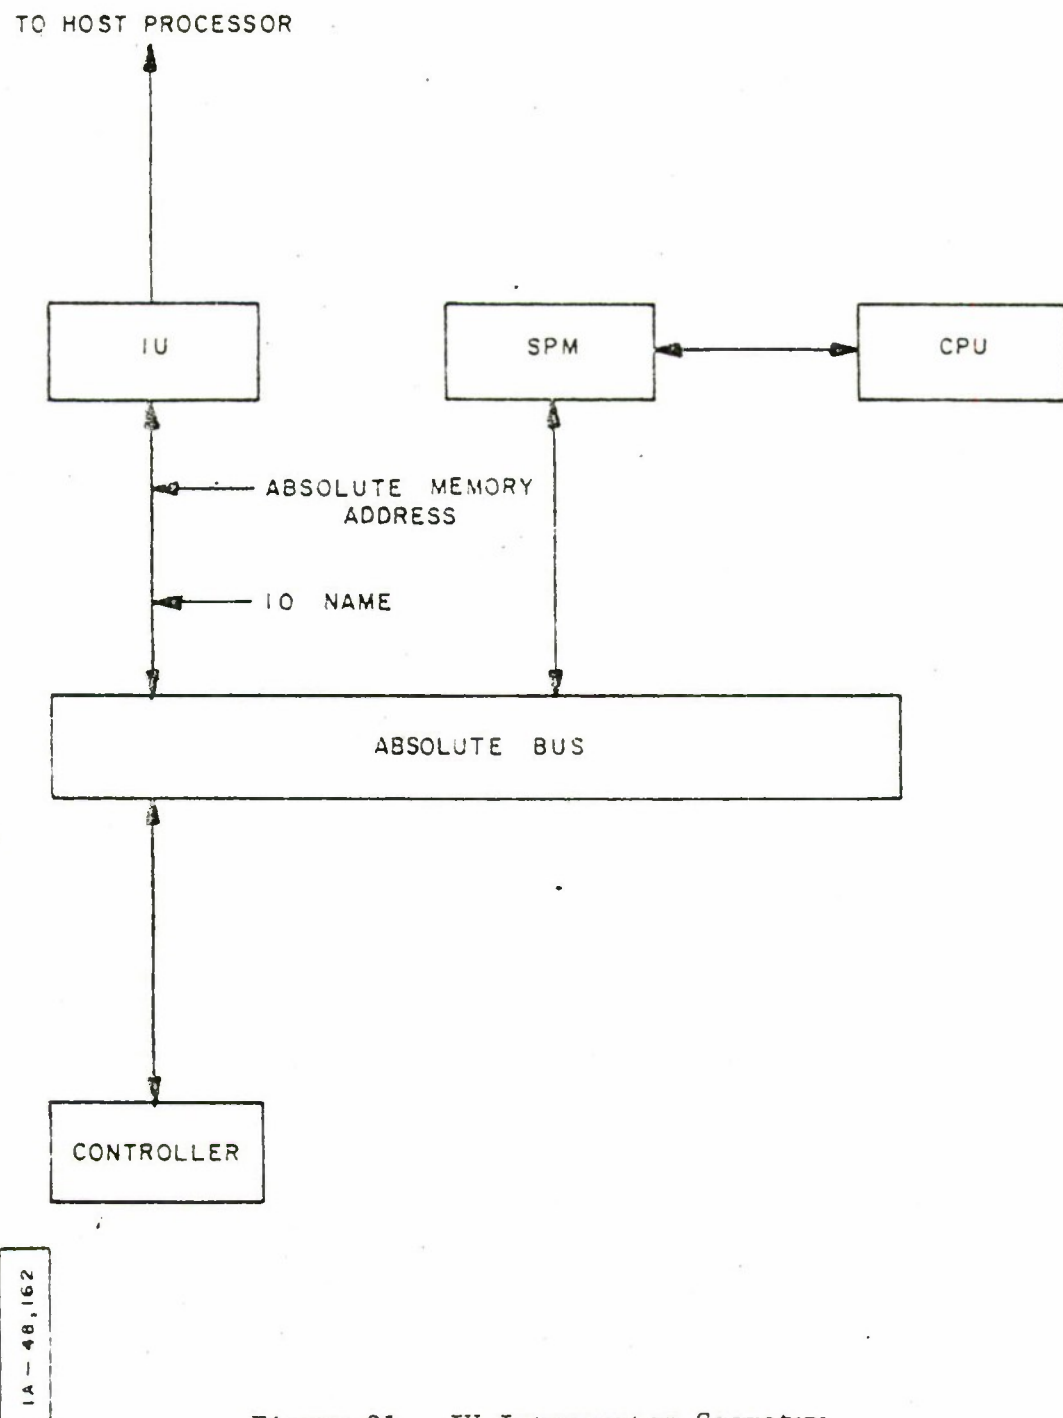 TO HOST PROCESSOR
IU
SPM
CPU
ABSOLUTE MEMORY
ADDRESS
IO NAME
ABSOLUTE BUS
CONTROLLER
IA-48,162